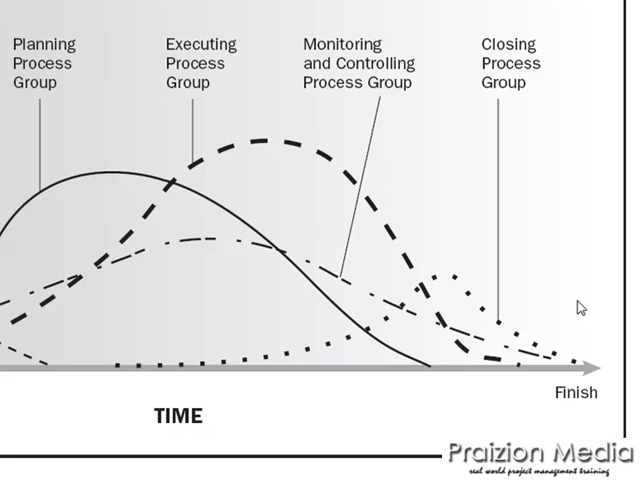 Planning
Process
Group
Executing
Process
Group
Monitoring
and Controlling
Process Group
Closing
Process
Group
Finish
TIME
Praizion Media
real world project management training